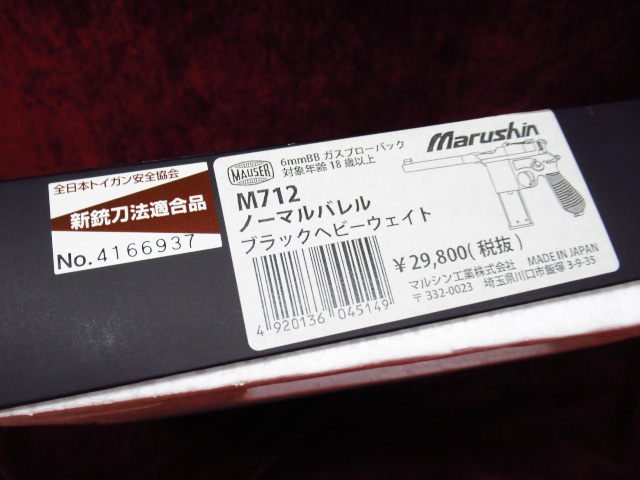 全日本トイガン安全協会
新銃刀法適合品
No. 4166937
MAUSER
6mmBB ガスブローバック
対象年齢 18 歳以上
Marushin
M712
ノーマルバレル
ブラックヘビーウェイト
¥29,800(税抜)
マルシン工業株式会社 MADE IN JAPAN
〒332-0023 埼玉県川口市飯塚 3-9-35
4 920136 045149